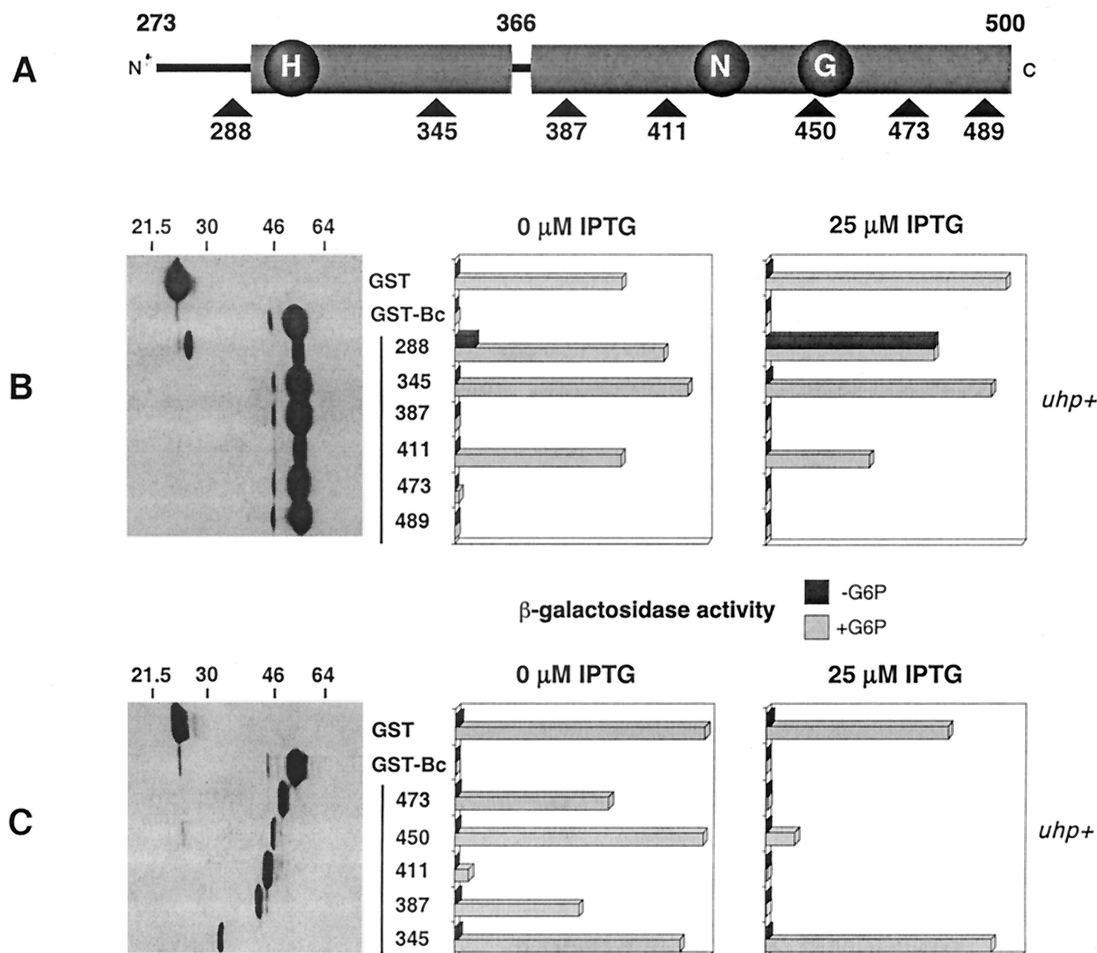 273 366 500
A N H N G C
288 345 387 411 450 473 489
21.5 30 46 64 0 μM IPTG 25 μM IPTG
B
GST
GST-Bc
288
345
387
411
473
489
uhp+
β-galactosidase activity
-G6P
+G6P
21.5 30 46 64 0 μM IPTG 25 μM IPTG
C
GST
GST-Bc
473
450
411
387
345
uhp+